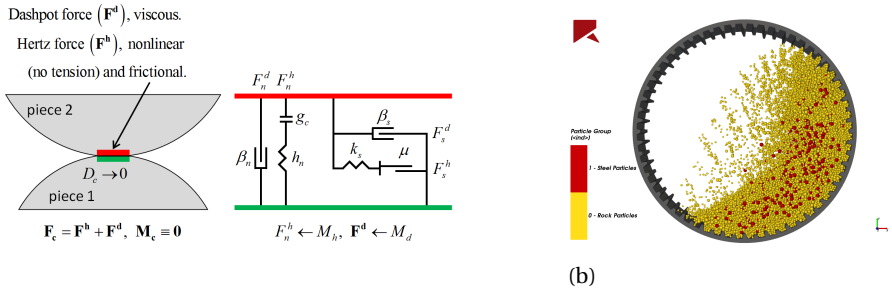 Dashpot force (F^d), viscous.
Hertz force (F^h), nonlinear
(no tension) and frictional.
piece 2
D_c → 0
piece 1
F_c = F^h + F^d, M_c ≡ 0
F_n^d F_n^h
g_c
β_n
h_n
β_s
F_s^d
k_s
μ
F_s^h
F_n^h ← M_h, F^d ← M_d
Particle Group
(<ind>)
1 - Steel Particles
0 - Rock Particles
(b)